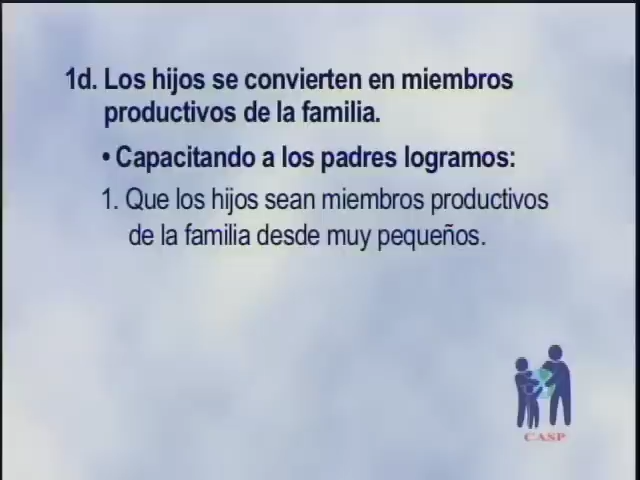 1d. Los hijos se convierten en miembros
productivos de la familia.
• Capacitando a los padres logramos:
1. Que los hijos sean miembros productivos
de la familia desde muy pequeños.
CASP